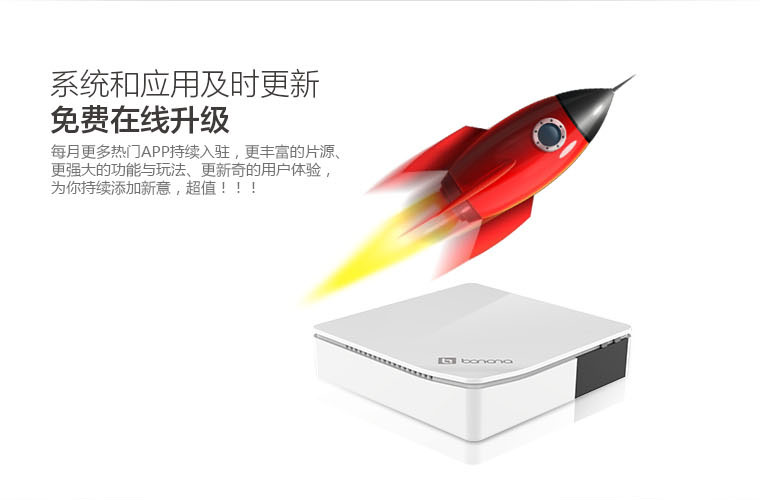 系统和应用及时更新
免费在线升级
每月更多热门APP持续入驻，更丰富的片源、
更强大的功能与玩法、更新奇的用户体验，
为你持续添加新意，超值！！！
bonona